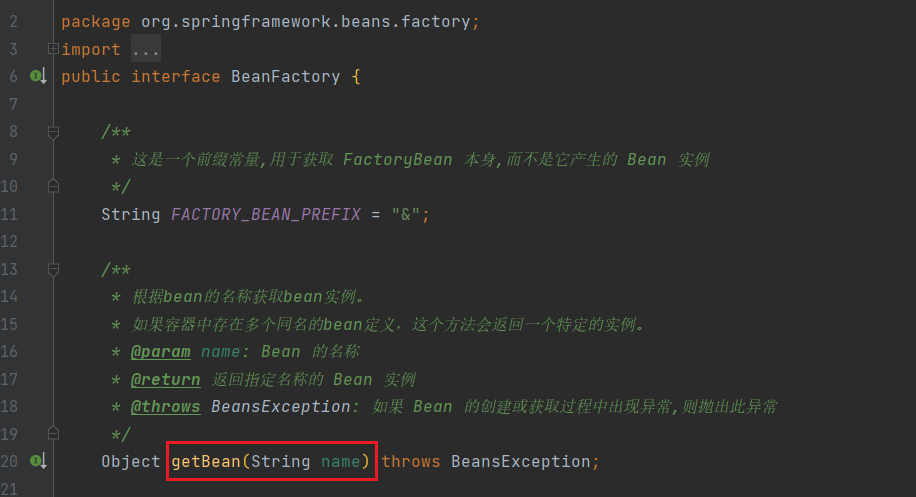 2 package org.springframework.beans.factory;
3 import ...
6 public interface BeanFactory {
7
8 /**
9 * 这是一个前缀常量,用于获取 FactoryBean 本身,而不是它产生的 Bean 实例
10 */
11 String FACTORY_BEAN_PREFIX = "&";
12
13 /**
14 * 根据bean的名称获取bean实例。
15 * 如果容器中存在多个同名的bean定义，这个方法会返回一个特定的实例。
16 * @param name: Bean 的名称
17 * @return 返回指定名称的 Bean 实例
18 * @throws BeansException: 如果 Bean 的创建或获取过程中出现异常,则抛出此异常
19 */
20 Object getBean(String name) throws BeansException;
21